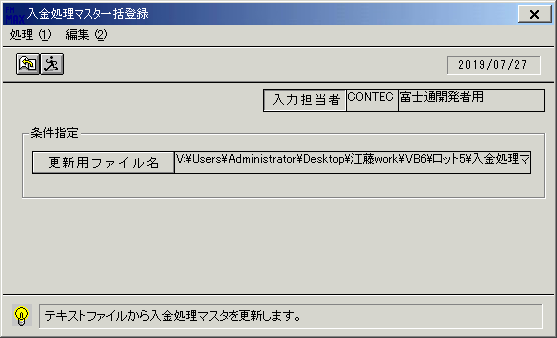 入金処理マスタ一括登録
処理 (1) 編集 (2)
2019/07/27
入力担当者 CONTEC 富士通開発者用
条件指定
更新用ファイル名 V:¥Users¥Administrator¥Desktop¥江藤work¥VB6¥ロット5¥入金処理マ
テキストファイルから入金処理マスタを更新します。